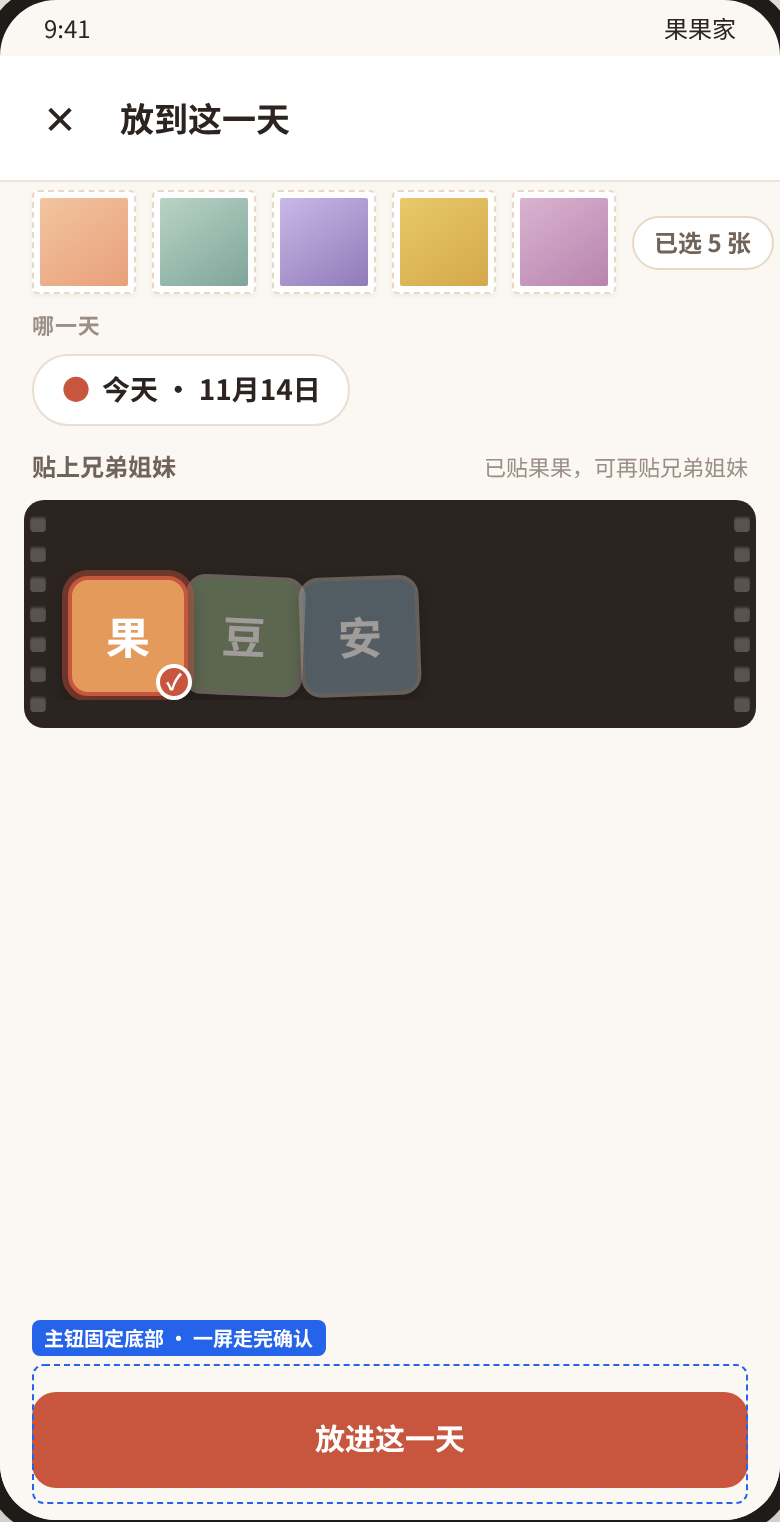 9:41
果果家
✕ 放到这一天
已选 5 张
哪一天
今天 · 11月14日
贴上兄弟姐妹
已贴果果，可再贴兄弟姐妹
果
豆
安
✓
主钮固定底部 · 一屏走完确认
放进这一天